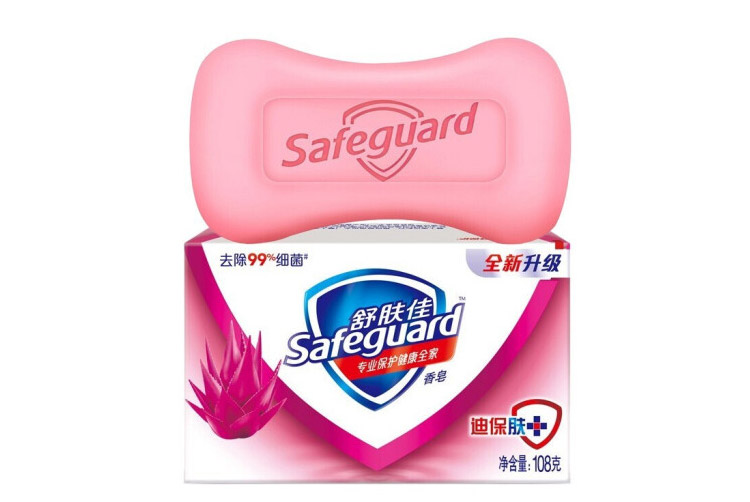 Safeguard
去除99%细菌#
全新升级
舒肤佳
Safeguard™
专业保护健康全家
香皂
迪保肤+
净含量:108克